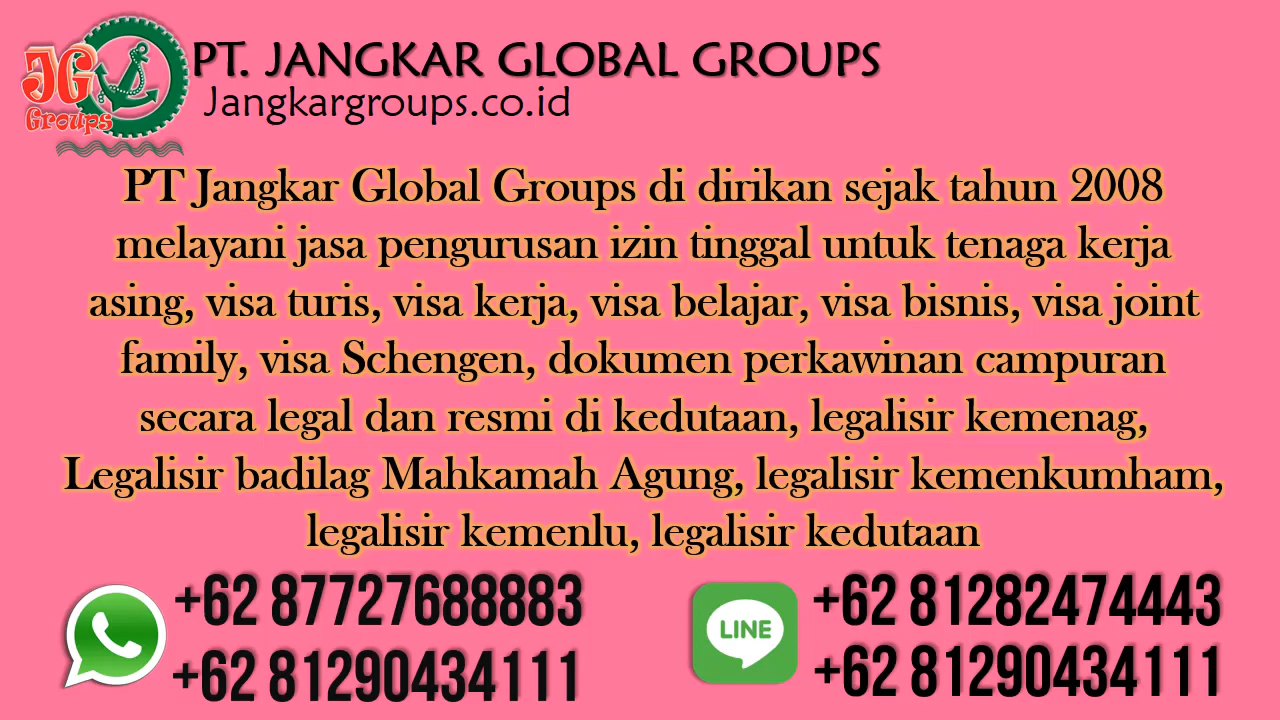 JG
Groups
PT. JANGKAR GLOBAL GROUPS
Jangkargroups.co.id
PT Jangkar Global Groups di dirikan sejak tahun 2008
melayani jasa pengurusan izin tinggal untuk tenaga kerja
asing, visa turis, visa kerja, visa belajar, visa bisnis, visa joint
family, visa Schengen, dokumen perkawinan campuran
secara legal dan resmi di kedutaan, legalisir kemenag,
Legalisir badilag Mahkamah Agung, legalisir kemenkumham,
legalisir kemenlu, legalisir kedutaan
+62 87727688883
+62 81290434111
LINE
+62 81282474443
+62 81290434111